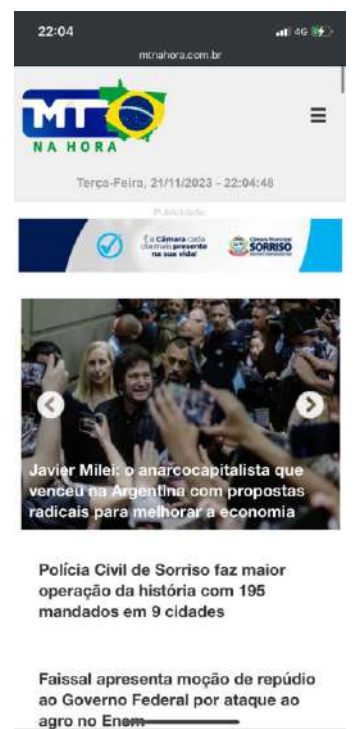 22:04
4G
mtnahora.com.br
MT
NA HORA
Terça-Feira, 21/11/2023 - 22:04:48
Publicidade
É a Câmara cada
dia mais presente
na sua vida!
Câmara Municipal
SORRISO
Javier Milei: o anarcocapitalista que
venceu na Argentina com propostas
radicais para melhorar a economia
Polícia Civil de Sorriso faz maior
operação da história com 195
mandados em 9 cidades
Faissal apresenta moção de repúdio
ao Governo Federal por ataque ao
agro no Enem